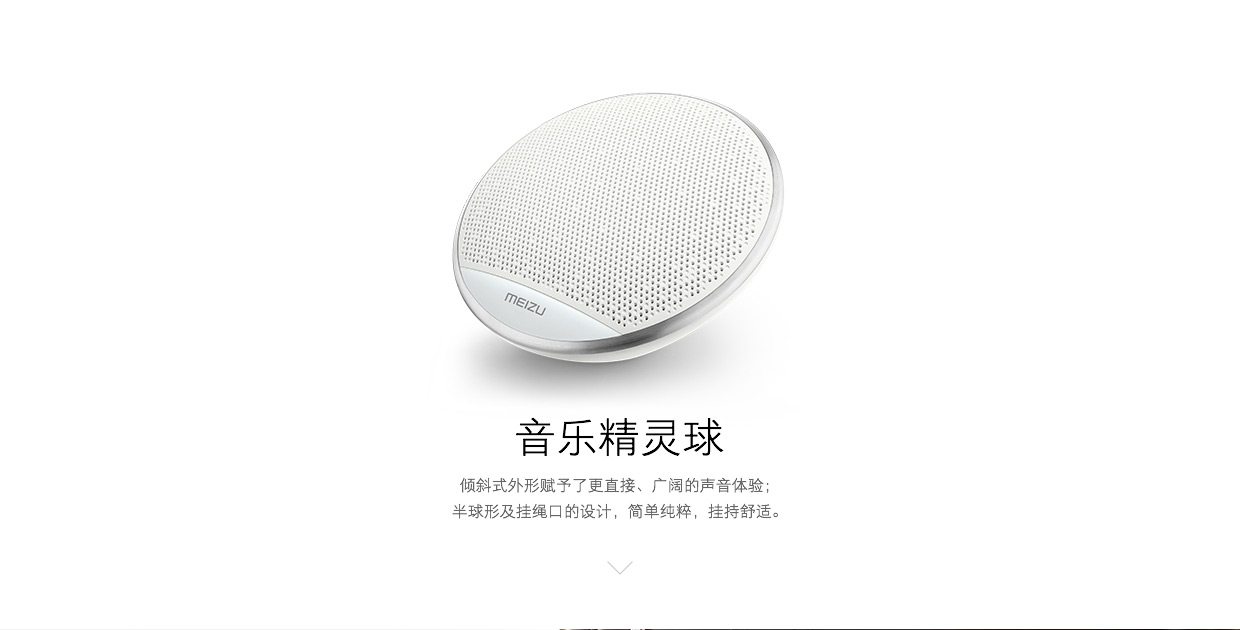 MEIZU
音乐精灵球
倾斜式外形赋予了更直接、广阔的声音体验；
半球形及挂绳口的设计，简单纯粹，挂持舒适。